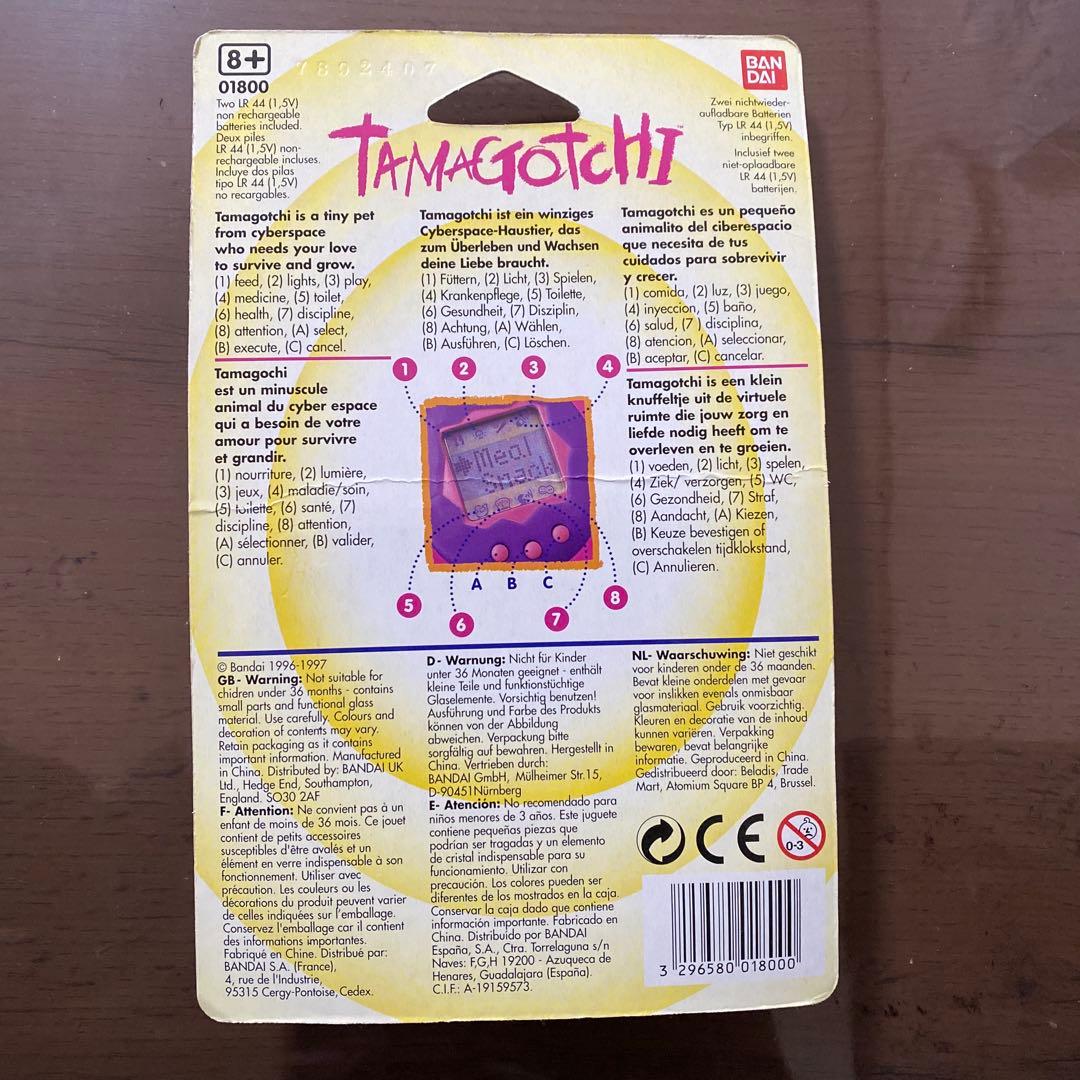 8+
7892407
BAN
DAI
01800
Two LR 44 (1,5V)
non rechargeable
batteries included.
Deux piles
LR 44 (1,5V) non-
rechargeable incluses.
Incluye dos pilas
tipo LR 44 (1,5V)
no recargables.
TAMAGOTCHI™
Zwei nichtwieder-
aufladbare Batterien
Typ LR 44 (1,5V)
inbegriffen.
Inclusief twee
niet-oplaadbare
LR 44 (1,5V)
batterijen.
Tamagotchi is a tiny pet
from cyberspace
who needs your love
to survive and grow.
(1) feed, (2) lights, (3) play,
(4) medicine, (5) toilet,
(6) health, (7) discipline,
(8) attention, (A) select,
(B) execute, (C) cancel.
Tamagotchi ist ein winziges
Cyberspace-Haustier, das
zum Überleben und Wachsen
deine Liebe braucht.
(1) Füttern, (2) Licht, (3) Spielen,
(4) Krankenpflege, (5) Toilette,
(6) Gesundheit, (7) Disziplin,
(8) Achtung, (A) Wählen,
(B) Ausführen, (C) Löschen.
Tamagotchi es un pequeño
animalito del ciberespacio
que necesita de tus
cuidados para sobrevivir
y crecer.
(1) comida, (2) luz, (3) juego,
(4) inyeccion, (5) baño,
(6) salud, (7 ) disciplina,
(8) atencion, (A) seleccionar,
(B) aceptar, (C) cancelar.
Tamagochi
est un minuscule
animal du cyber espace
qui a besoin de votre
amour pour survivre
et grandir.
(1) nourriture, (2) lumière,
(3) jeux, (4) maladie/soin,
(5) toilette, (6) santé, (7)
discipline, (8) attention,
(A) sélectionner, (B) valider,
(C) annuler.
1
2
3
4
Meal
Snack
A B C
5
6
7
8
Tamagotchi is een klein
knuffeltje uit de virtuele
ruimte die jouw zorg en
liefde nodig heeft om te
overleven en te groeien.
(1) voeden, (2) licht, (3) spelen,
(4) Ziek/ verzorgen, (5) WC,
(6) Gezondheid, (7) Straf,
(8) Aandacht, (A) Kiezen,
(B) Keuze bevestigen of
overschakelen tijdklokstand,
(C) Annulieren.
© Bandai 1996-1997
GB- Warning: Not suitable for
chidren under 36 months - contains
small parts and functional glass
material. Use carefully. Colours and
decoration of contents may vary.
Retain packaging as it contains
important information. Manufactured
in China. Distributed by: BANDAI UK
Ltd., Hedge End, Southampton,
England. SO30 2AF
F- Attention: Ne convient pas à un
enfant de moins de 36 mois. Ce jouet
contient de petits accessoires
susceptibles d'être avalés et un
élément en verre indispensable à son
fonctionnement. Utiliser avec
précaution. Les couleurs ou les
décorations du produit peuvent varier
de celles indiquées sur l'emballage.
Conservez l'emballage car il contient
des informations importantes.
Fabriqué en Chine. Distribué par:
BANDAI S.A. (France),
4, rue de l'Industrie,
95315 Cergy-Pontoise, Cedex.
D- Warnung: Nicht für Kinder
unter 36 Monaten geeignet - enthält
kleine Teile und funktionstüchtige
Glaselemente. Vorsichtig benutzen!
Ausführung und Farbe des Produkts
können von der Abbildung
abweichen. Verpackung bitte
sorgfältig auf bewahren. Hergestellt in
China. Vertrieben durch:
BANDAI GmbH, Mülheimer Str.15,
D-90451Nürnberg
E- Atención: No recomendado para
niños menores de 3 años. Este juguete
contiene pequeñas piezas que
podrían ser tragadas y un elemento
de cristal indispensable para su
funcionamiento. Utilizar con
precaución. Los colores pueden ser
diferentes de los mostrados en la caja.
Conservar la caja dado que contiene
información importante. Fabricado en
China. Distribuido por BANDAI
España, S.A., Ctra. Torrelaguna s/n
Naves: F,G,H 19200 - Azuqueca de
Henares, Guadalajara (España).
C.I.F.: A-19159573.
NL- Waarschuwing: Niet geschikt
voor kinderen onder de 36 maanden.
Bevat kleine onderdelen met gevaar
voor inslikken evenals onmisbaar
glasmateriaal. Gebruik voorzichtig.
Kleuren en decoratie van de inhoud
kunnen variëren. Verpakking
bewaren, bevat belangrijke
informatie. Geproduceerd in China.
Gedistribueerd door: Beladis, Trade
Mart, Atomium Square BP 4, Brussel.
CE
0-3
3 296580 018000